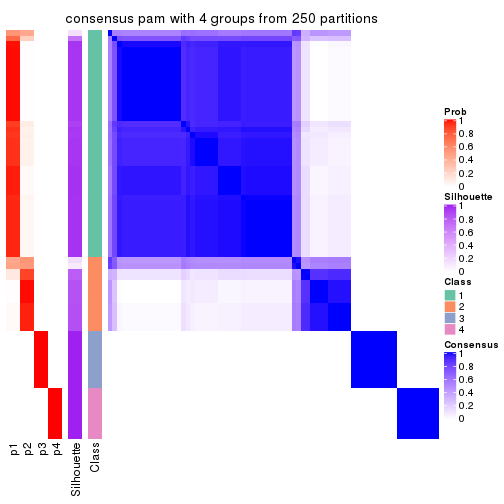 consensus pam with 4 groups from 250 partitions
Prob
1
0.8
0.6
0.4
0.2
0
Silhouette
1
0.8
0.6
0.4
0.2
0
Class
1
2
3
4
Consensus
1
0.8
0.6
0.4
0.2
0
p1
p2
p3
p4
Silhouette
Class